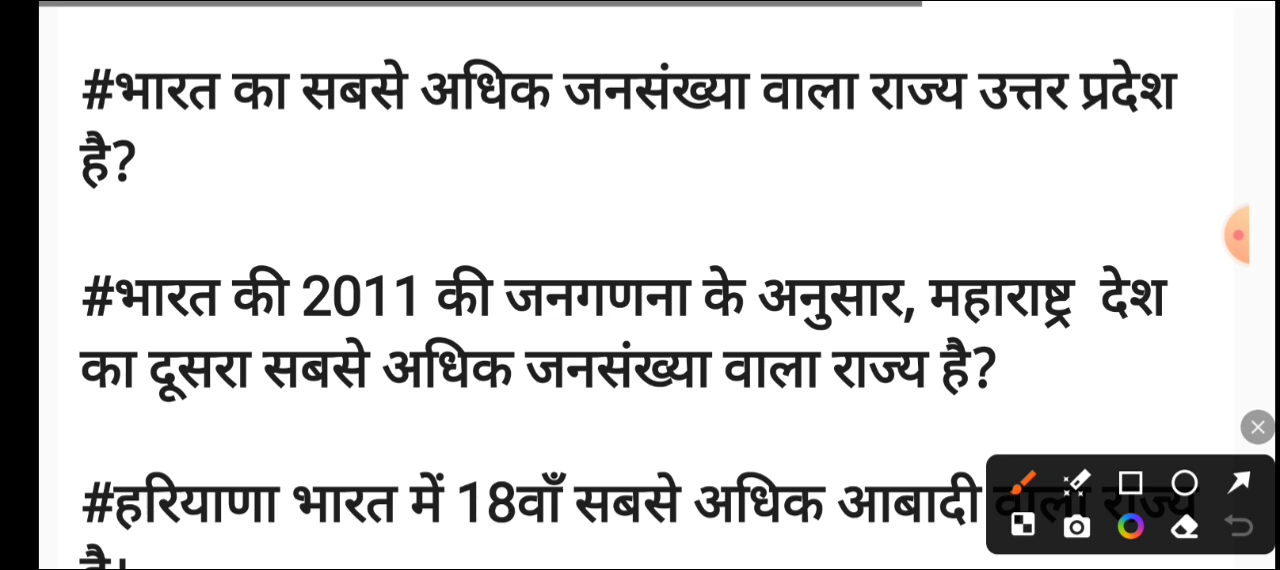 #भारत का सबसे अधिक जनसंख्या वाला राज्य उत्तर प्रदेश
है?
#भारत की 2011 की जनगणना के अनुसार, महाराष्ट्र देश
का दूसरा सबसे अधिक जनसंख्या वाला राज्य है?
#हरियाणा भारत में 18वाँ सबसे अधिक आबादी वाला राज्य
है।